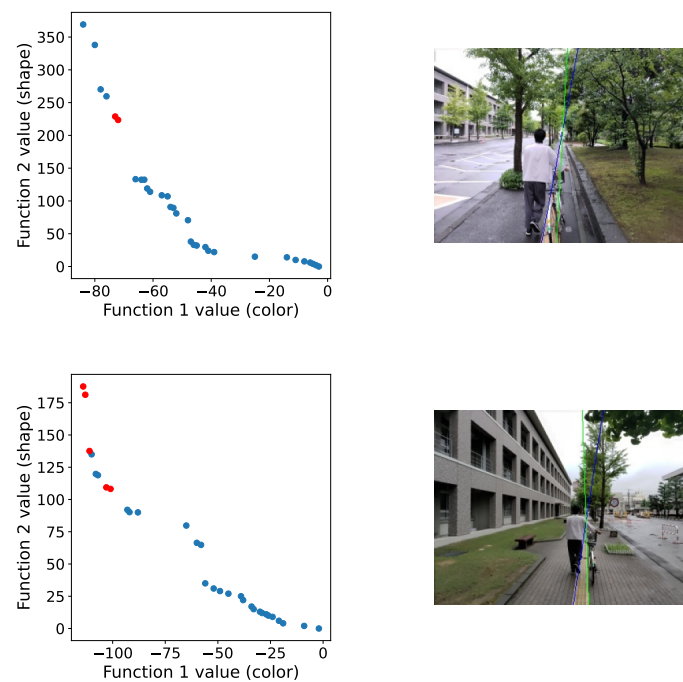 350
300
250
200
150
100
50
0
Function 2 value (shape)
−80 −60 −40 −20 0
Function 1 value (color)
175
150
125
100
75
50
25
0
Function 2 value (shape)
−100 −75 −50 −25 0
Function 1 value (color)